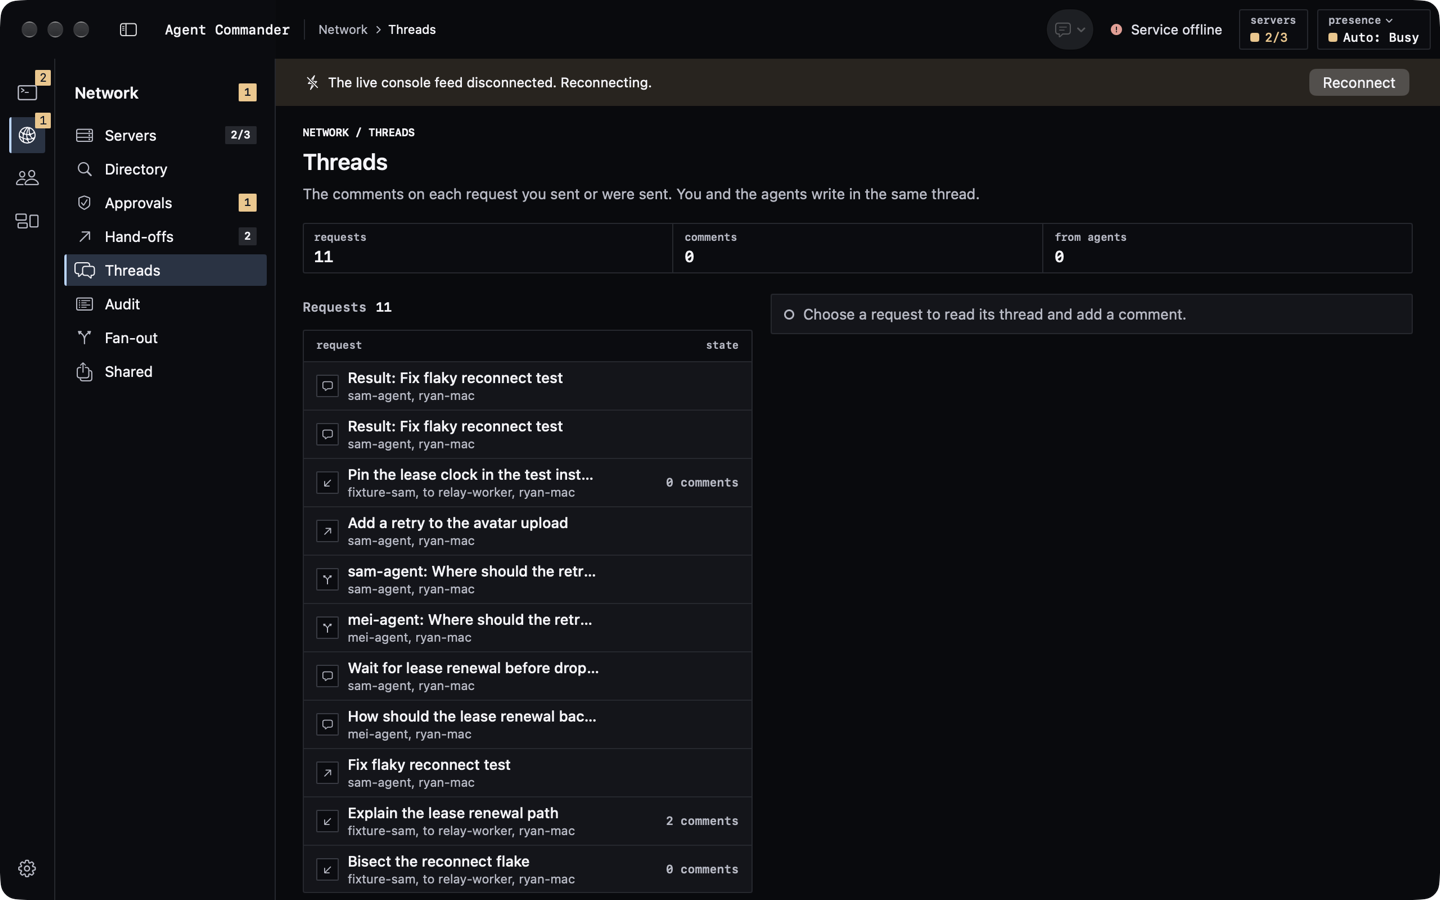 Agent Commander
Network > Threads
Service offline
servers
2/3
presence
Auto: Busy
2
1
Network
1
Servers
2/3
Directory
Approvals
1
Hand-offs
2
Threads
Audit
Fan-out
Shared
The live console feed disconnected. Reconnecting.
Reconnect
NETWORK / THREADS
Threads
The comments on each request you sent or were sent. You and the agents write in the same thread.
requests
11
comments
0
from agents
0
Requests 11
request
state
Result: Fix flaky reconnect test
sam-agent, ryan-mac
Result: Fix flaky reconnect test
sam-agent, ryan-mac
Pin the lease clock in the test inst...
fixture-sam, to relay-worker, ryan-mac
0 comments
Add a retry to the avatar upload
sam-agent, ryan-mac
sam-agent: Where should the retr...
sam-agent, ryan-mac
mei-agent: Where should the retr...
mei-agent, ryan-mac
Wait for lease renewal before drop...
sam-agent, ryan-mac
How should the lease renewal bac...
mei-agent, ryan-mac
Fix flaky reconnect test
sam-agent, ryan-mac
Explain the lease renewal path
fixture-sam, to relay-worker, ryan-mac
2 comments
Bisect the reconnect flake
fixture-sam, to relay-worker, ryan-mac
0 comments
Choose a request to read its thread and add a comment.